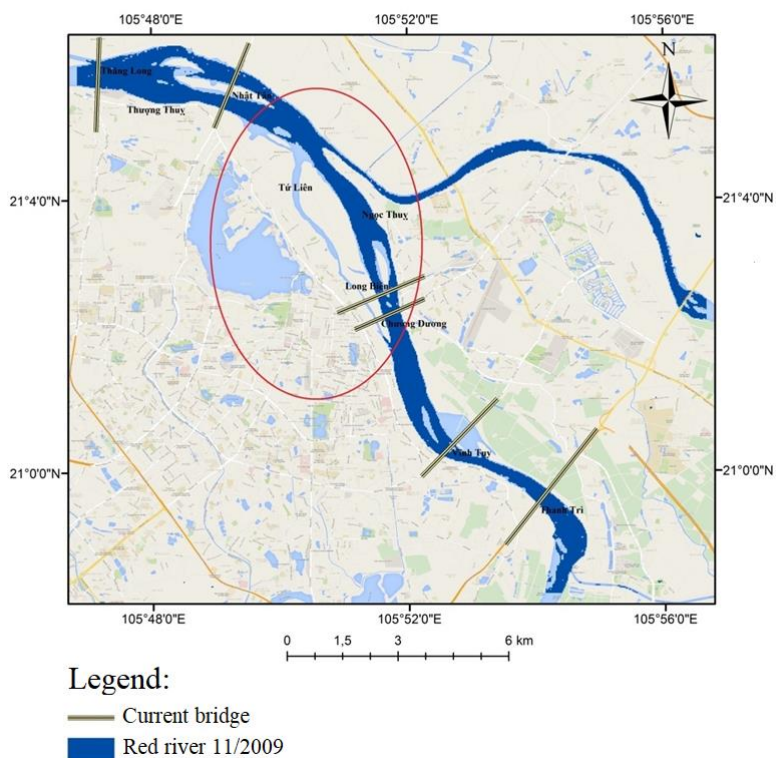 105°48'0"E 105°52'0"E 105°56'0"E
N
Thăng Long
Nhật Tân
Thượng Thuỵ
Tứ Liên
21°4'0"N 21°4'0"N
Ngọc Thuỵ
Long Biên
Chương Dương
Vĩnh Tuy
21°0'0"N 21°0'0"N
Thanh Trì
105°48'0"E 105°52'0"E 105°56'0"E
0 1,5 3 6 km
Legend:
Current bridge
Red river 11/2009